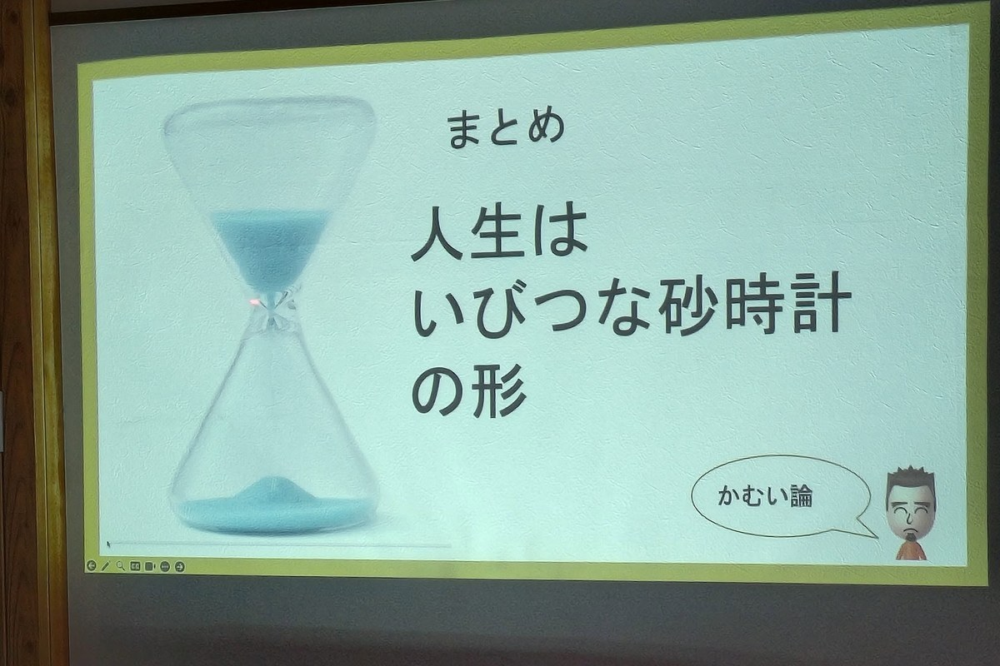 まとめ
人生は
いびつな砂時計
の形
かむい論